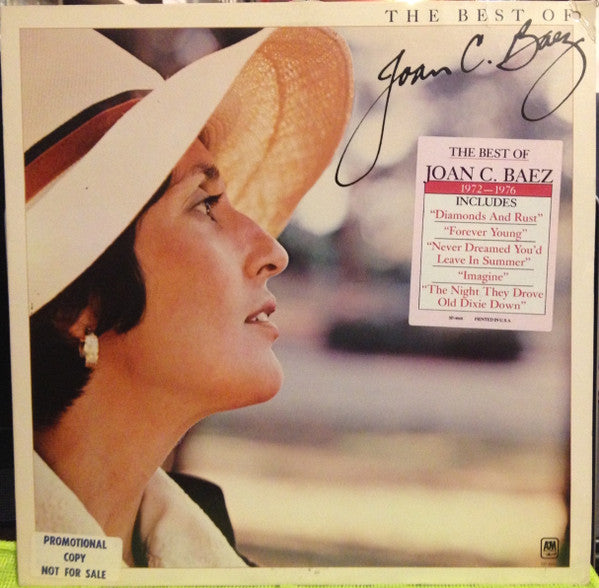 THE BEST OF
Joan C. Baez
THE BEST OF
JOAN C. BAEZ
1972—1976
INCLUDES
"Diamonds And Rust"
"Forever Young"
"Never Dreamed You'd
Leave In Summer"
"Imagine"
"The Night They Drove
Old Dixie Down"
SP-4668 PRINTED IN U.S.A.
A&M
PROMOTIONAL
COPY
NOT FOR SALE